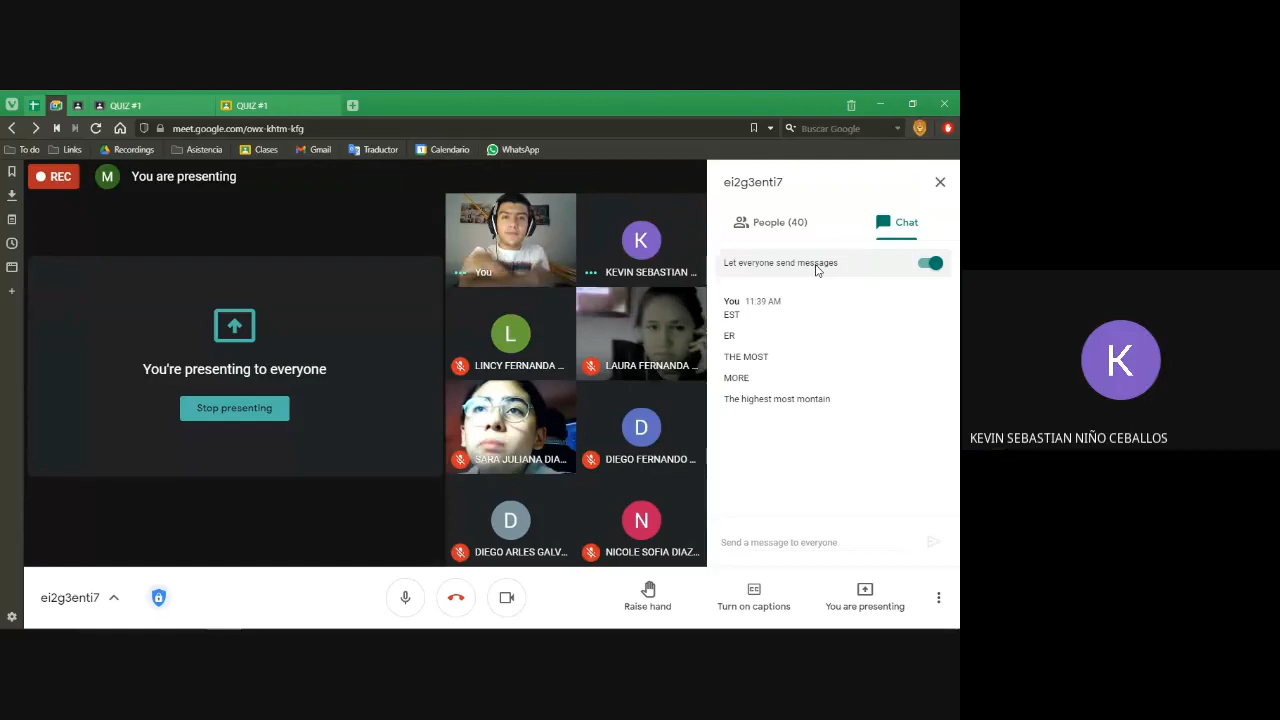 QUIZ #1
QUIZ #1
meet.google.com/owx-khtm-kfg
Buscar Google
To do
Links
Recordings
Asistencia
Clases
Gmail
Traductor
Calendario
WhatsApp
REC
M
You are presenting
You're presenting to everyone
Stop presenting
You
K
KEVIN SEBASTIAN ...
L
LINCY FERNANDA ...
LAURA FERNANDA ...
SARA JULIANA DIA...
D
DIEGO FERNANDO ...
D
DIEGO ARLES GALV...
N
NICOLE SOFIA DIAZ...
ei2g3enti7
People (40)
Chat
Let everyone send messages
You 11:39 AM
EST
ER
THE MOST
MORE
The highest most montain
Send a message to everyone
ei2g3enti7
Raise hand
CC
Turn on captions
You are presenting
K
KEVIN SEBASTIAN NIÑO CEBALLOS